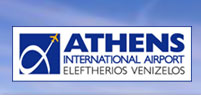 ATHENS
INTERNATIONAL AIRPORT
ELEFTHERIOS VENIZELOS